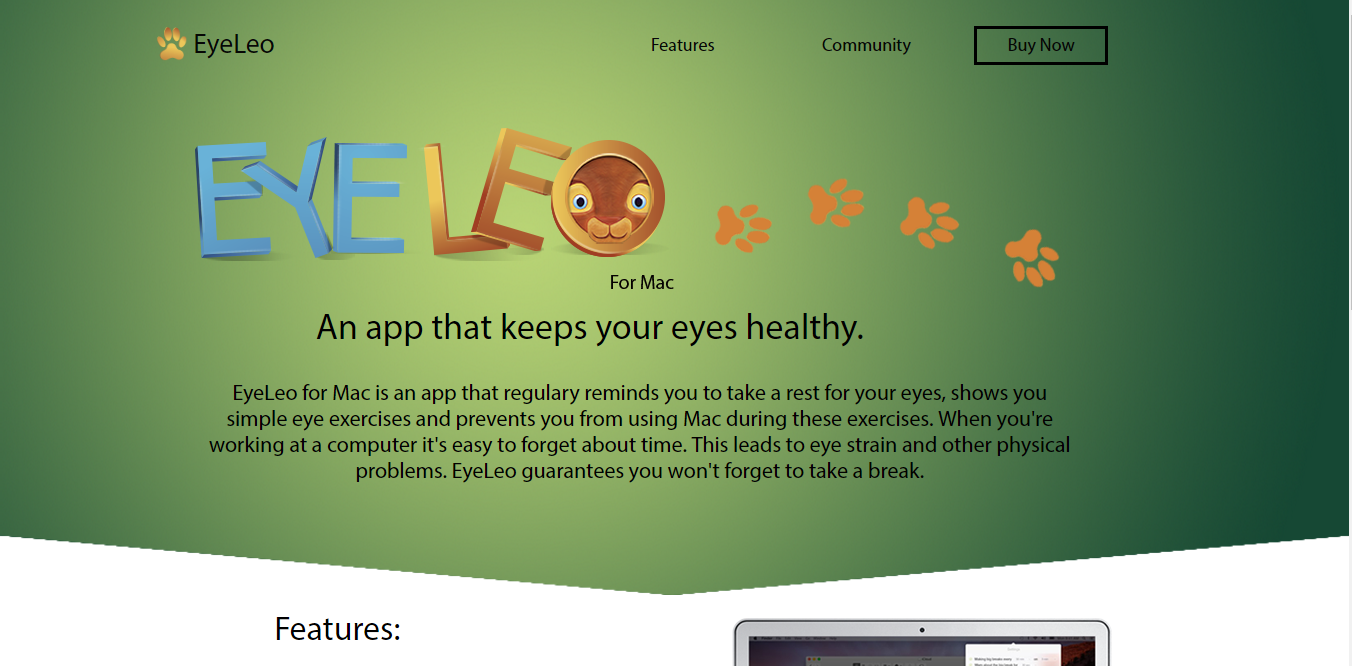 EyeLeo
Features
Community
Buy Now
EYELEO
For Mac
An app that keeps your eyes healthy.
EyeLeo for Mac is an app that regulary reminds you to take a rest for your eyes, shows you
simple eye exercises and prevents you from using Mac during these exercises. When you're
working at a computer it's easy to forget about time. This leads to eye strain and other physical
problems. EyeLeo guarantees you won't forget to take a break.
Features: